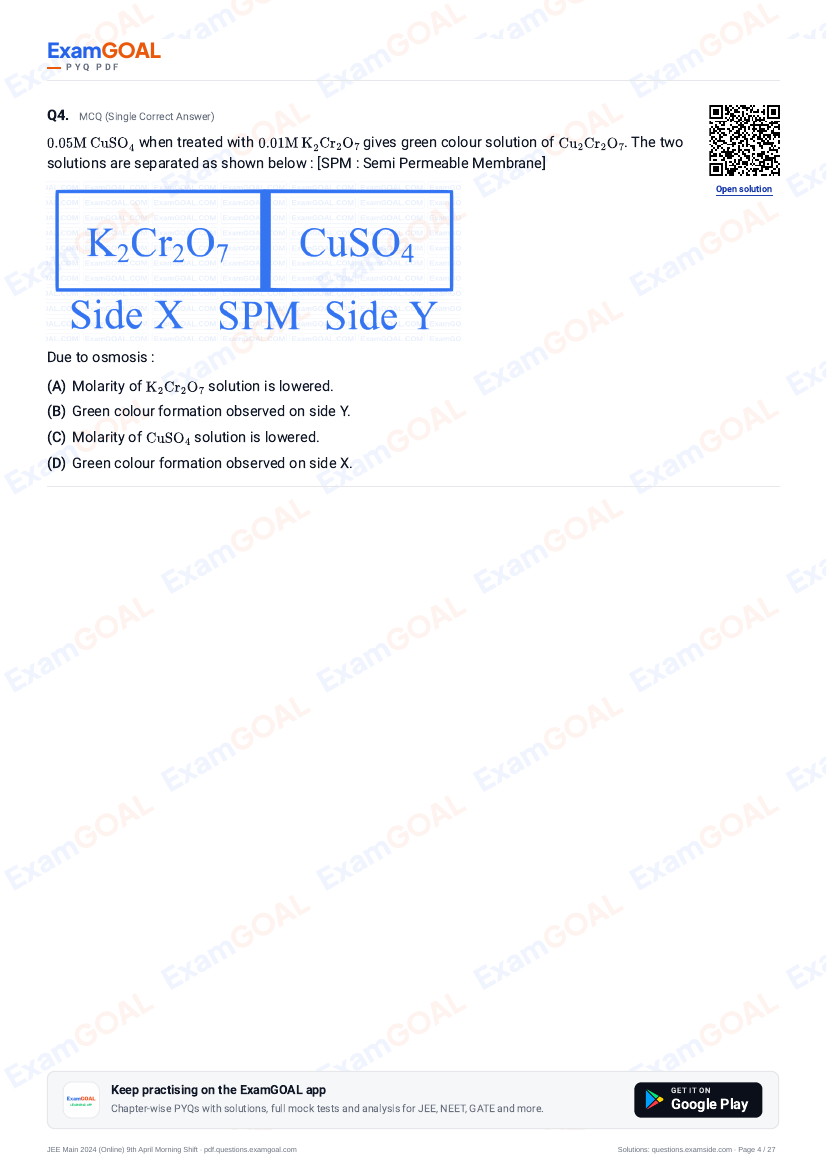 ExamGOAL
PYQ PDF
Q4. MCQ (Single Correct Answer)
0.05M CuSO₄ when treated with 0.01M K₂Cr₂O₇ gives green colour solution of Cu₂Cr₂O₇. The two
solutions are separated as shown below : [SPM : Semi Permeable Membrane]
Open solution
K₂Cr₂O₇ CuSO₄
Side X SPM Side Y
Due to osmosis :
(A) Molarity of K₂Cr₂O₇ solution is lowered.
(B) Green colour formation observed on side Y.
(C) Molarity of CuSO₄ solution is lowered.
(D) Green colour formation observed on side X.
Keep practising on the ExamGOAL app
Chapter-wise PYQs with solutions, full mock tests and analysis for JEE, NEET, GATE and more.
GET IT ON
Google Play
JEE Main 2024 (Online) 9th April Morning Shift · pdf.questions.examgoal.com
Solutions: questions.examside.com · Page 4 / 27